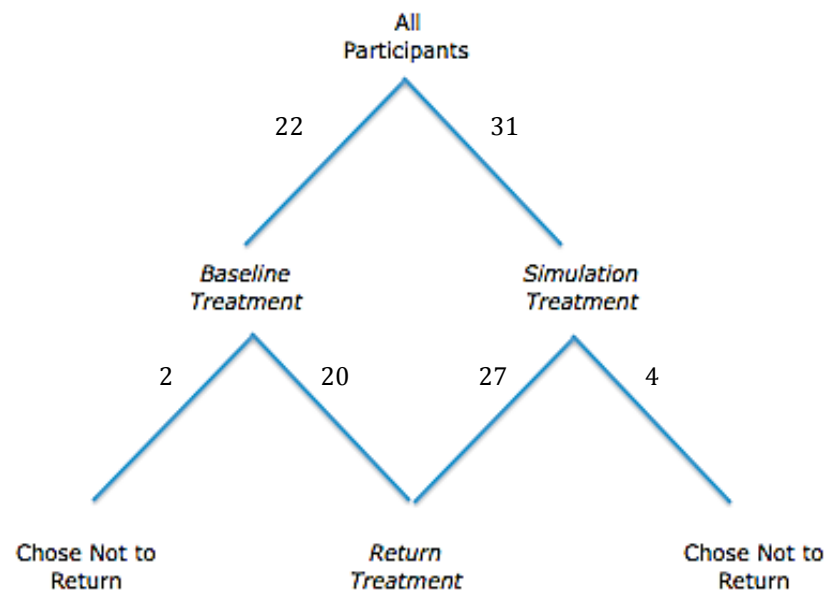 All
Participants
22
31
Baseline
Treatment
Simulation
Treatment
2
20
27
4
Chose Not to
Return
Return
Treatment
Chose Not to
Return